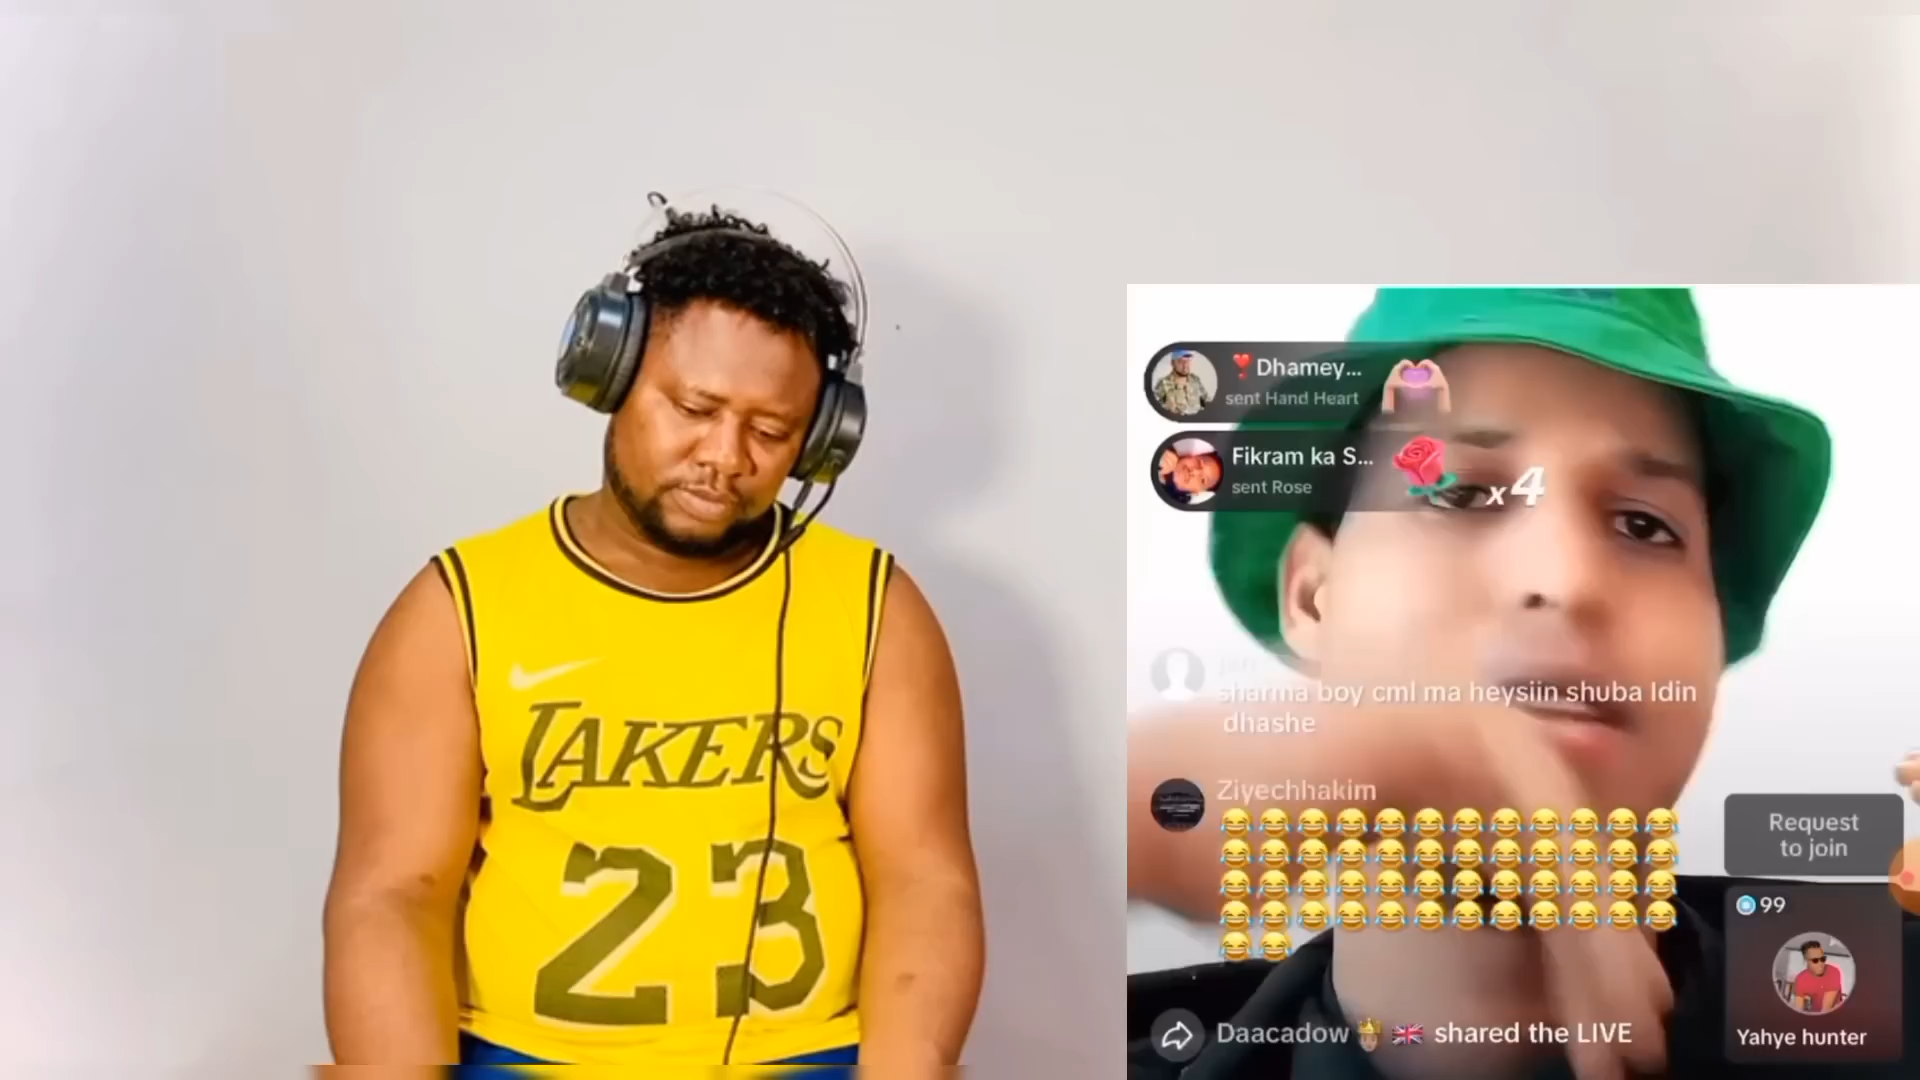 LAKERS
23
Dhamey...
sent Hand Heart
Fikram ka S...
sent Rose
x4
sharma boy cml ma heysiin shuba Idin
dhashe
Ziyechhakim
😂😂😂😂😂😂😂😂😂😂😂😂
😂😂😂😂😂😂😂😂😂😂😂😂
😂😂😂😂😂😂😂😂😂😂😂😂
😂😂😂😂😂😂😂😂😂😂😂😂
😂😂
Daacadow🤴🇬🇧 shared the LIVE
Request
to join
99
Yahye hunter